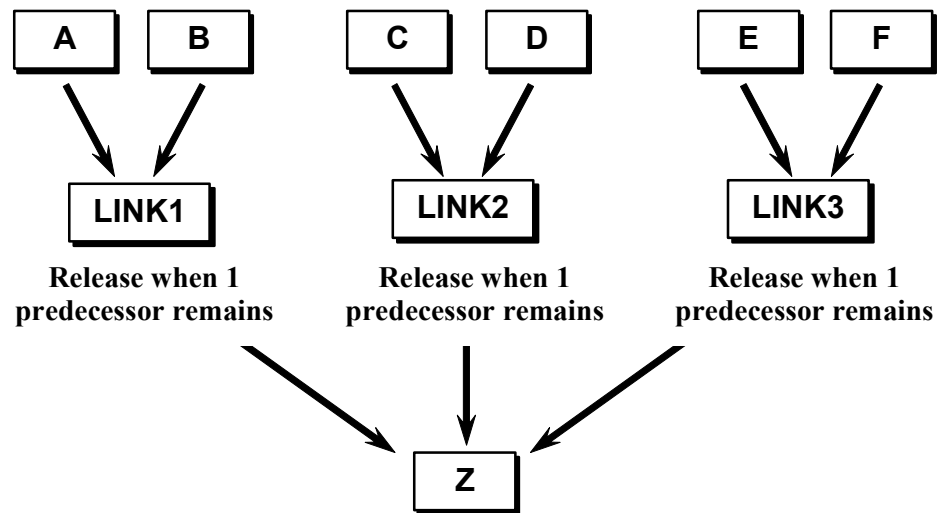 A B C D E F
LINK1 LINK2 LINK3
Release when 1 Release when 1 Release when 1
predecessor remains predecessor remains predecessor remains
Z